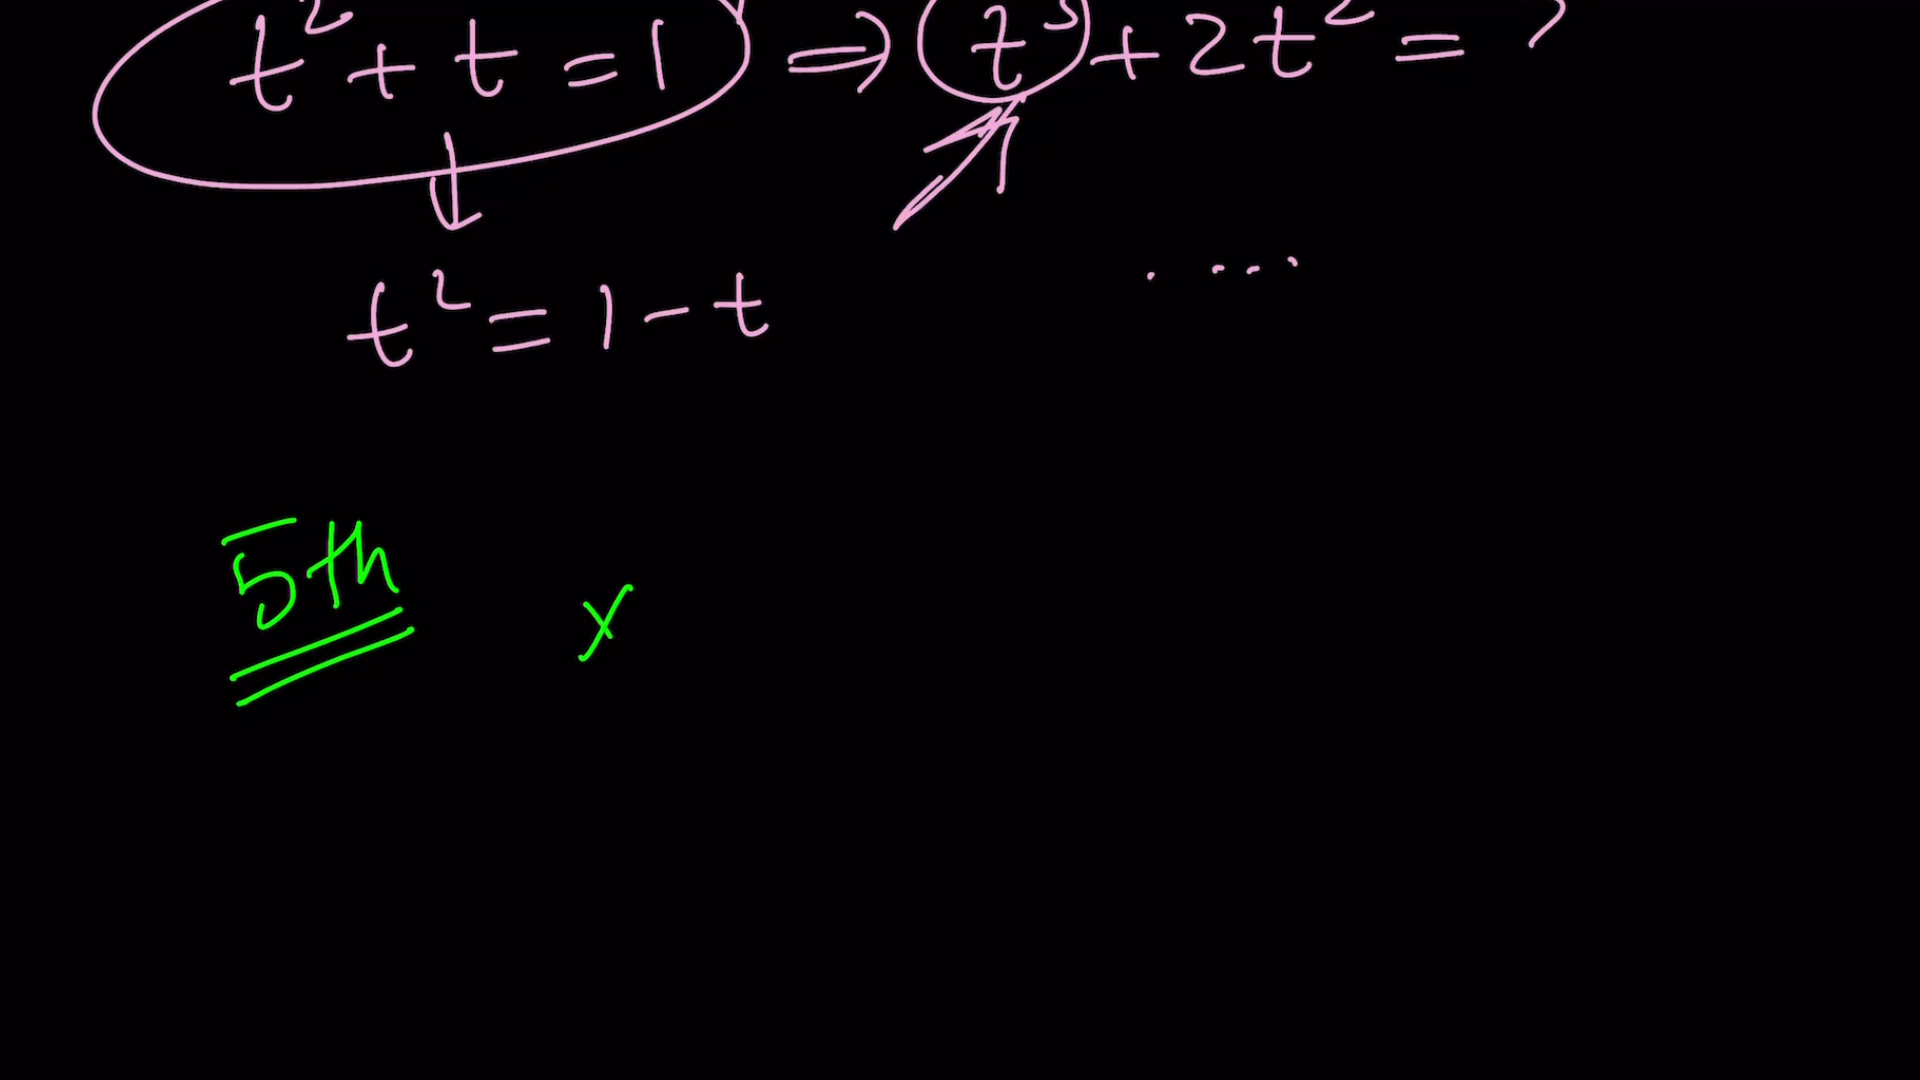 t² + t = 1 ⇒ t³ + 2t² = ?
t² = 1 - t
....
5th x